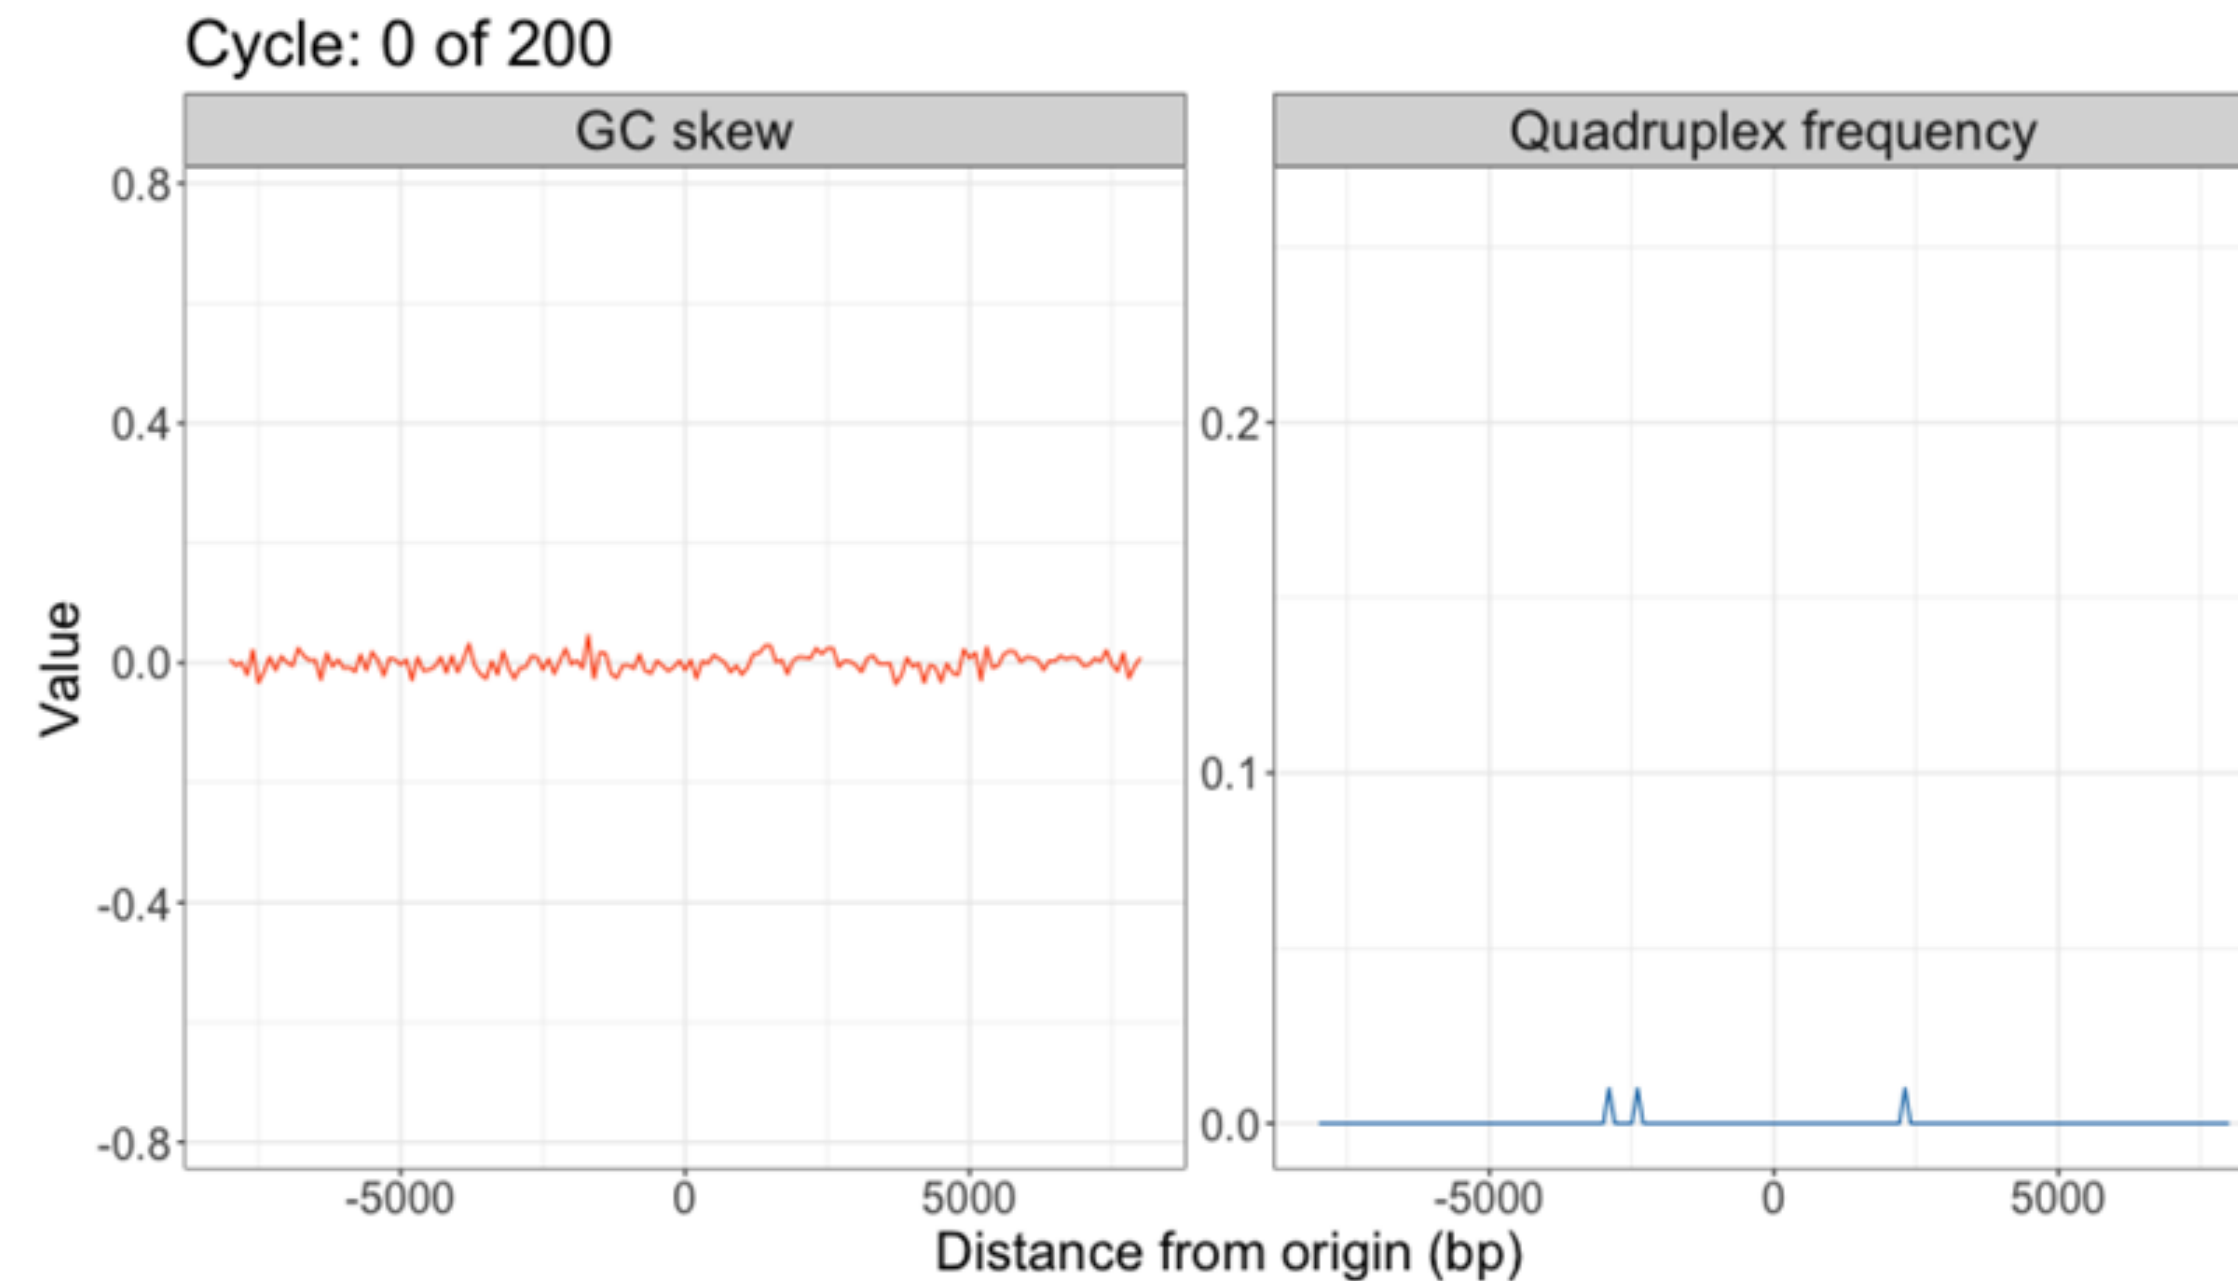 Cycle: 0 of 200
GC skew
Quadruplex frequency
0.8
0.4
0.0
-0.4
-0.8
Value
0.2
0.1
0.0
-5000 0 5000
-5000 0 5000
Distance from origin (bp)